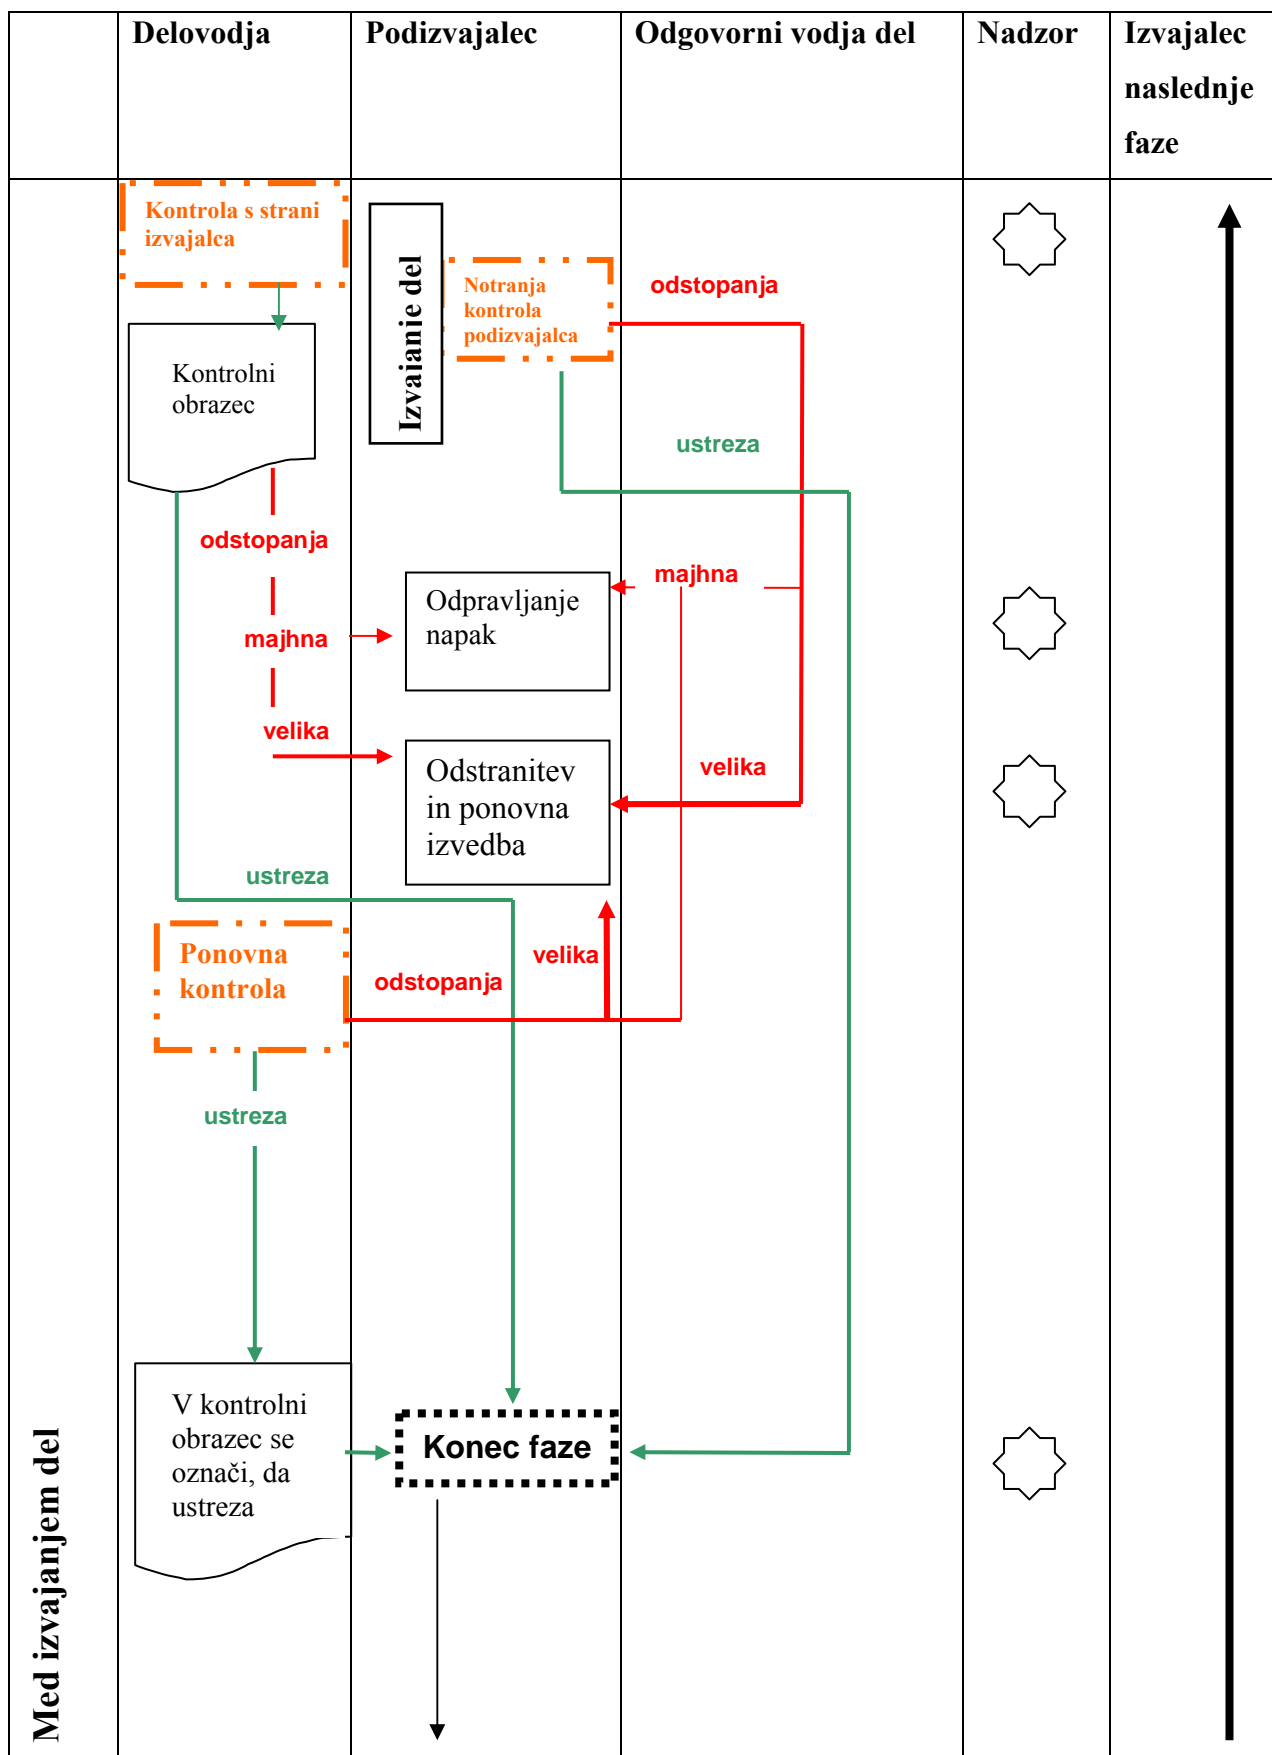 Delovodja
Podizvajalec
Odgovorni vodja del
Nadzor
Izvajalec
naslednje
faze
Kontrola s strani
izvajalca
Izvajanje del
Notranja
kontrola
podizvajalca
odstopanja
Kontrolni
obrazec
ustreza
odstopanja
majhna
Odpravljanje
napak
majhna
velika
Odstranitev
in ponovna
izvedba
velika
ustreza
Ponovna
kontrola
odstopanja
velika
ustreza
V kontrolni
obrazec se
označi, da
ustreza
Konec faze
Med izvajanjem del